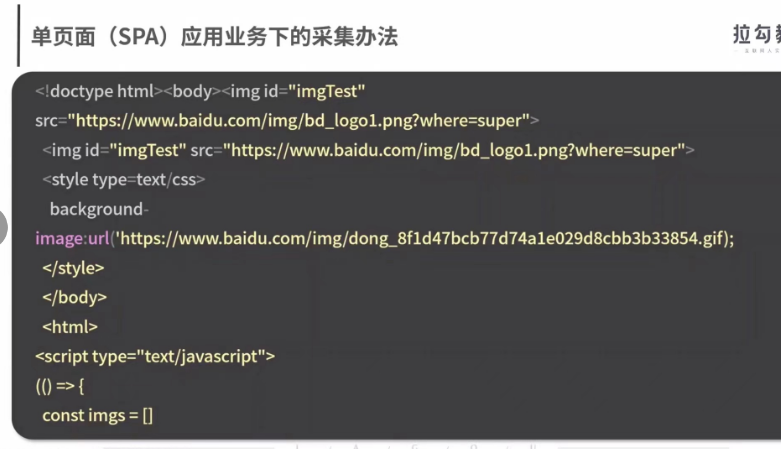 单页面（SPA）应用业务下的采集办法
拉勾教
<!doctype html><body><img id="imgTest"
src="https://www.baidu.com/img/bd_logo1.png?where=super">
<img id="imgTest" src="https://www.baidu.com/img/bd_logo1.png?where=super">
<style type=text/css>
background-
image:url('https://www.baidu.com/img/dong_8f1d47bcb77d74a1e029d8cbb3b33854.gif);
</style>
</body>
<html>
<script type="text/javascript">
(() => {
const imgs = []